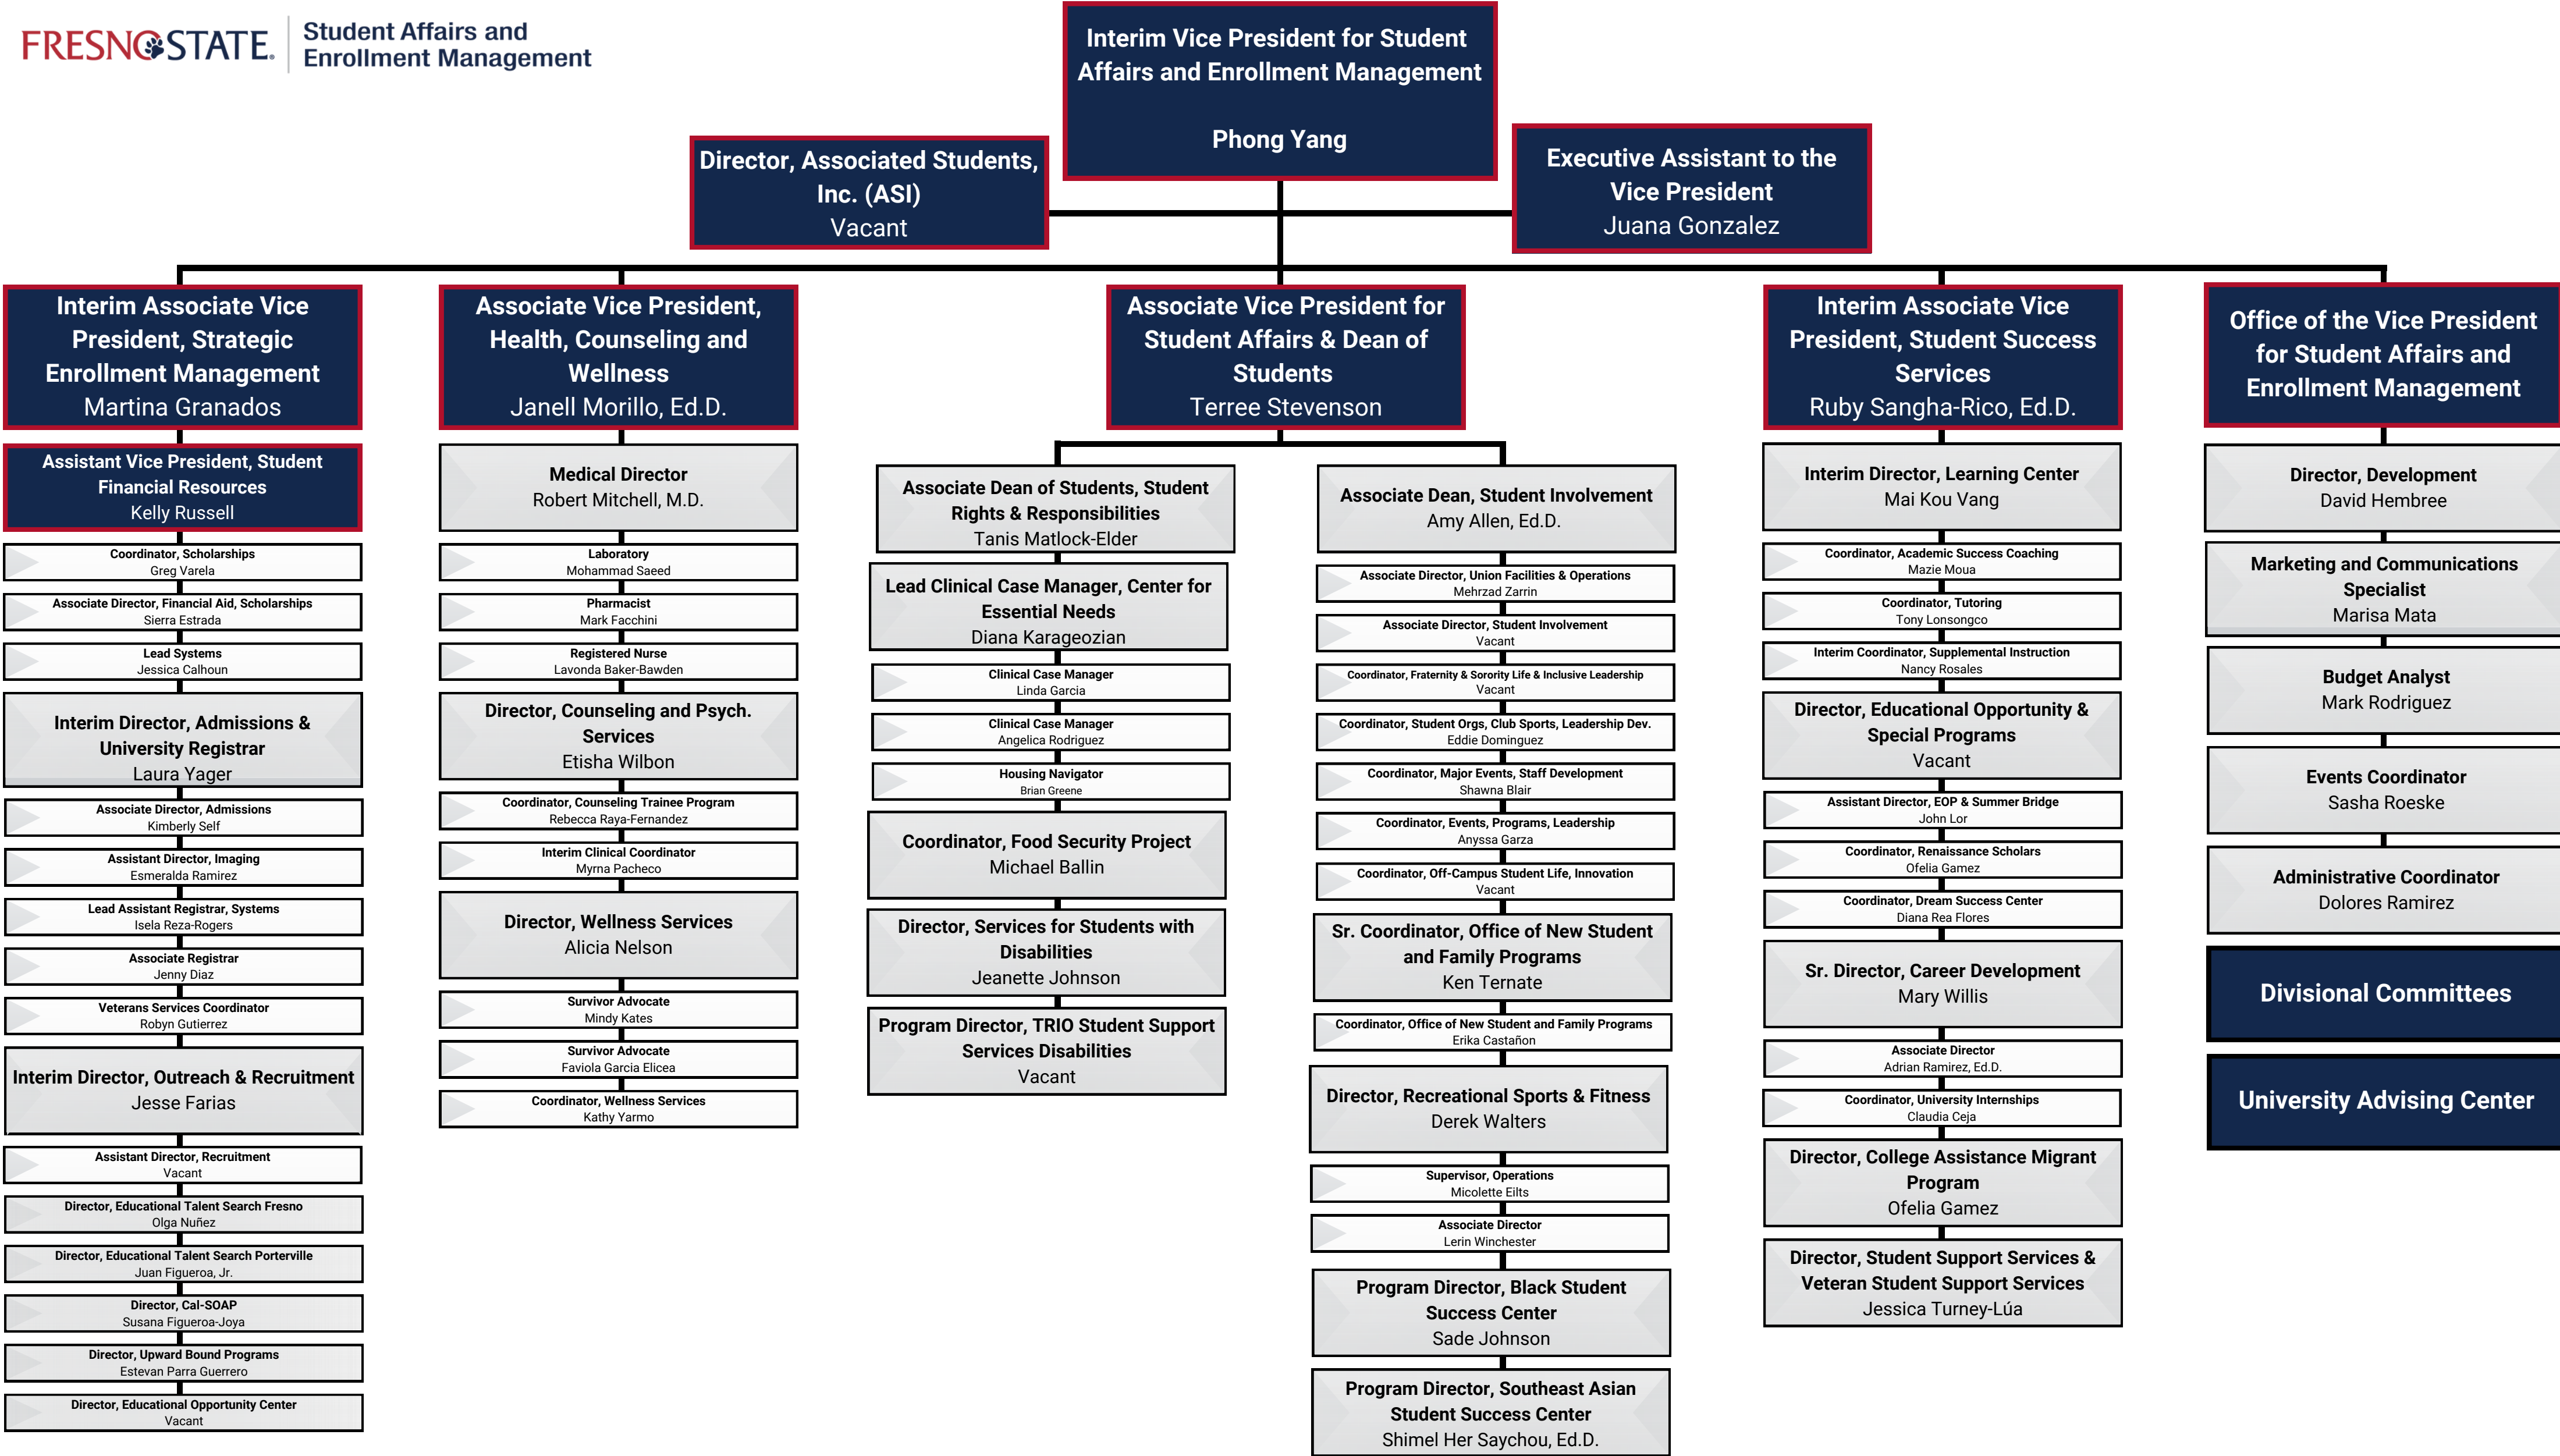 FRESNO STATE.
Student Affairs and
Enrollment Management
Interim Vice President for Student
Affairs and Enrollment Management
Phong Yang
Director, Associated Students,
Inc. (ASI)
Vacant
Executive Assistant to the
Vice President
Juana Gonzalez
Interim Associate Vice
President, Strategic
Enrollment Management
Martina Granados
Assistant Vice President, Student
Financial Resources
Kelly Russell
Coordinator, Scholarships
Greg Varela
Associate Director, Financial Aid, Scholarships
Sierra Estrada
Lead Systems
Jessica Calhoun
Interim Director, Admissions &
University Registrar
Laura Yager
Associate Director, Admissions
Kimberly Self
Assistant Director, Imaging
Esmeralda Ramirez
Lead Assistant Registrar, Systems
Isela Reza-Rogers
Associate Registrar
Jenny Diaz
Veterans Services Coordinator
Robyn Gutierrez
Interim Director, Outreach & Recruitment
Jesse Farias
Assistant Director, Recruitment
Vacant
Director, Educational Talent Search Fresno
Olga Nuñez
Director, Educational Talent Search Porterville
Juan Figueroa, Jr.
Director, Cal-SOAP
Susana Figueroa-Joya
Director, Upward Bound Programs
Estevan Parra Guerrero
Director, Educational Opportunity Center
Vacant
Associate Vice President,
Health, Counseling and
Wellness
Janell Morillo, Ed.D.
Medical Director
Robert Mitchell, M.D.
Laboratory
Mohammad Saeed
Pharmacist
Mark Facchini
Registered Nurse
Lavonda Baker-Bawden
Director, Counseling and Psych.
Services
Etisha Wilbon
Coordinator, Counseling Trainee Program
Rebecca Raya-Fernandez
Interim Clinical Coordinator
Myrna Pacheco
Director, Wellness Services
Alicia Nelson
Survivor Advocate
Mindy Kates
Survivor Advocate
Faviola Garcia Elicea
Coordinator, Wellness Services
Kathy Yarmo
Associate Vice President for
Student Affairs & Dean of
Students
Terree Stevenson
Associate Dean of Students, Student
Rights & Responsibilities
Tanis Matlock-Elder
Lead Clinical Case Manager, Center for
Essential Needs
Diana Karageozian
Clinical Case Manager
Linda Garcia
Clinical Case Manager
Angelica Rodriguez
Housing Navigator
Brian Greene
Coordinator, Food Security Project
Michael Ballin
Director, Services for Students with
Disabilities
Jeanette Johnson
Program Director, TRIO Student Support
Services Disabilities
Vacant
Associate Dean, Student Involvement
Amy Allen, Ed.D.
Associate Director, Union Facilities & Operations
Mehrzad Zarrin
Associate Director, Student Involvement
Vacant
Coordinator, Fraternity & Sorority Life & Inclusive Leadership
Vacant
Coordinator, Student Orgs, Club Sports, Leadership Dev.
Eddie Dominguez
Coordinator, Major Events, Staff Development
Shawna Blair
Coordinator, Events, Programs, Leadership
Anyssa Garza
Coordinator, Off-Campus Student Life, Innovation
Vacant
Sr. Coordinator, Office of New Student
and Family Programs
Ken Ternate
Coordinator, Office of New Student and Family Programs
Erika Castañon
Director, Recreational Sports & Fitness
Derek Walters
Supervisor, Operations
Micolette Eilts
Associate Director
Lerin Winchester
Program Director, Black Student
Success Center
Sade Johnson
Program Director, Southeast Asian
Student Success Center
Shimel Her Saychou, Ed.D.
Interim Associate Vice
President, Student Success
Services
Ruby Sangha-Rico, Ed.D.
Interim Director, Learning Center
Mai Kou Vang
Coordinator, Academic Success Coaching
Mazie Moua
Coordinator, Tutoring
Tony Lonsongco
Interim Coordinator, Supplemental Instruction
Nancy Rosales
Director, Educational Opportunity &
Special Programs
Vacant
Assistant Director, EOP & Summer Bridge
John Lor
Coordinator, Renaissance Scholars
Ofelia Gamez
Coordinator, Dream Success Center
Diana Rea Flores
Sr. Director, Career Development
Mary Willis
Associate Director
Adrian Ramirez, Ed.D.
Coordinator, University Internships
Claudia Ceja
Director, College Assistance Migrant
Program
Ofelia Gamez
Director, Student Support Services &
Veteran Student Support Services
Jessica Turney-Lúa
Office of the Vice President
for Student Affairs and
Enrollment Management
Director, Development
David Hembree
Marketing and Communications
Specialist
Marisa Mata
Budget Analyst
Mark Rodriguez
Events Coordinator
Sasha Roeske
Administrative Coordinator
Dolores Ramirez
Divisional Committees
University Advising Center